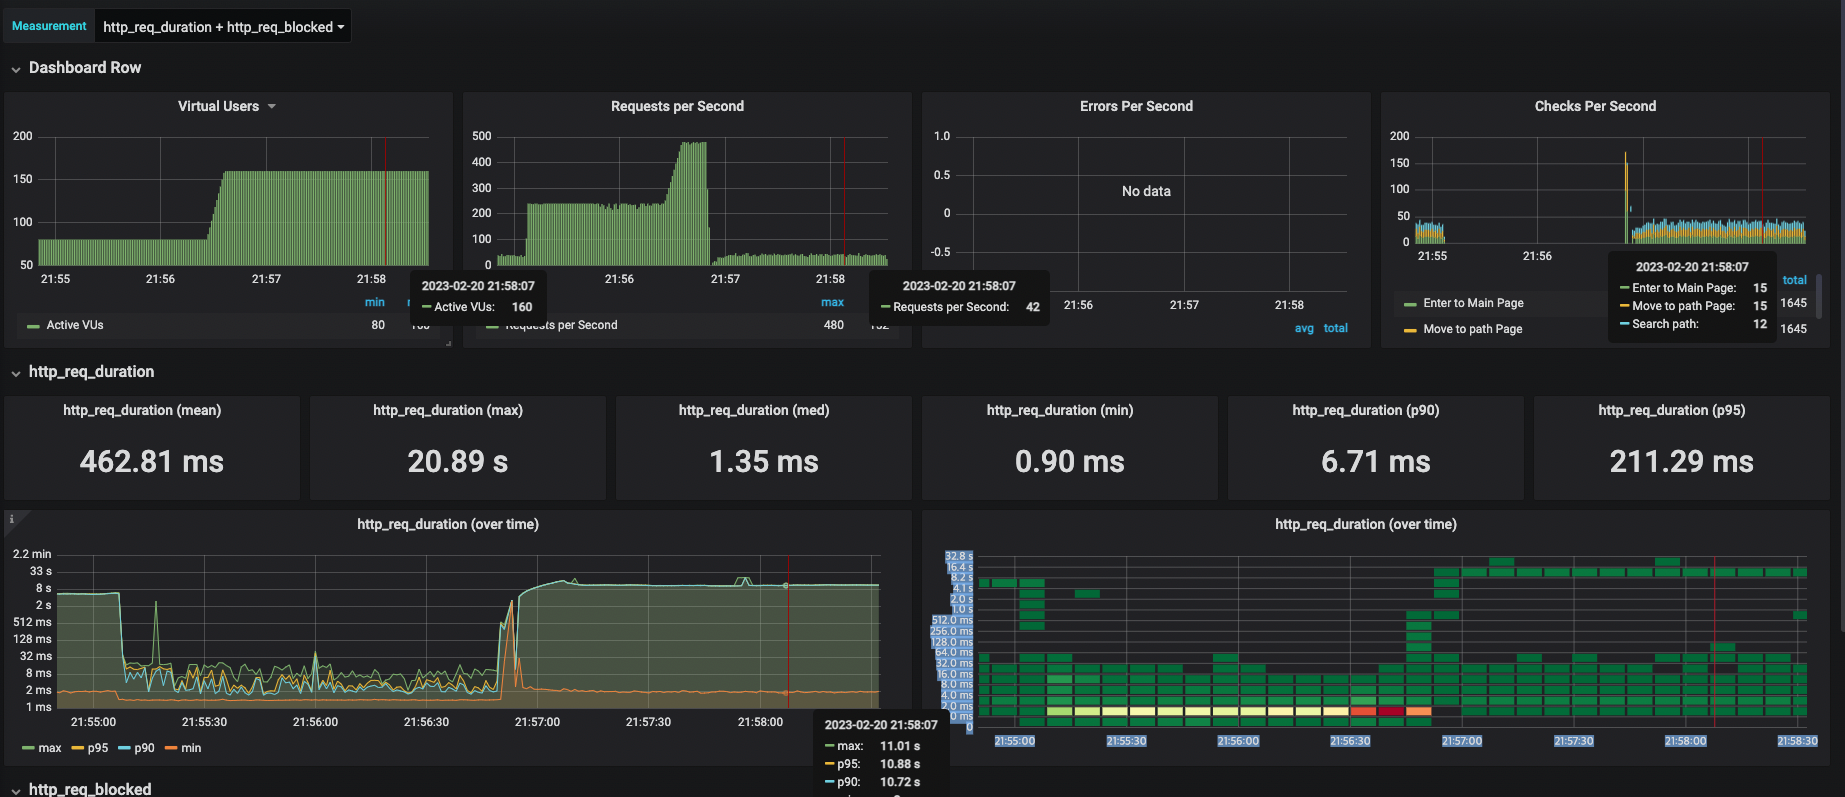 Measurement http_req_duration + http_req_blocked
Dashboard Row
Virtual Users
200
150
100
50
21:55 21:56 21:57 21:58
min
Active VUs 80
2023-02-20 21:58:07
Active VUs: 160
Requests per Second
500
400
300
200
100
0
21:56 21:57 21:58
max
Requests per Second 480
2023-02-20 21:58:07
Requests per Second: 42
Errors Per Second
1.0
0.5
0
-0.5
No data
21:56 21:57 21:58
avg total
Checks Per Second
200
150
100
50
0
21:55 21:56
total
Enter to Main Page 1645
Move to path Page 1645
2023-02-20 21:58:07
Enter to Main Page: 15
Move to path Page: 15
Search path: 12
http_req_duration
http_req_duration (mean)
462.81 ms
http_req_duration (max)
20.89 s
http_req_duration (med)
1.35 ms
http_req_duration (min)
0.90 ms
http_req_duration (p90)
6.71 ms
http_req_duration (p95)
211.29 ms
i
http_req_duration (over time)
2.2 min
33 s
8 s
2 s
512 ms
128 ms
32 ms
8 ms
2 ms
1 ms
21:55:00 21:55:30 21:56:00 21:56:30 21:57:00 21:57:30 21:58:00
max p95 p90 min
2023-02-20 21:58:07
max: 11.01 s
p95: 10.88 s
p90: 10.72 s
http_req_duration (over time)
32.8 s
16.4 s
8.2 s
4.1 s
2.0 s
1.0 s
512.0 ms
256.0 ms
128.0 ms
64.0 ms
32.0 ms
16.0 ms
8.0 ms
4.0 ms
2.0 ms
0
21:55:00 21:55:30 21:56:00 21:56:30 21:57:00 21:57:30 21:58:00 21:58:30
http_req_blocked